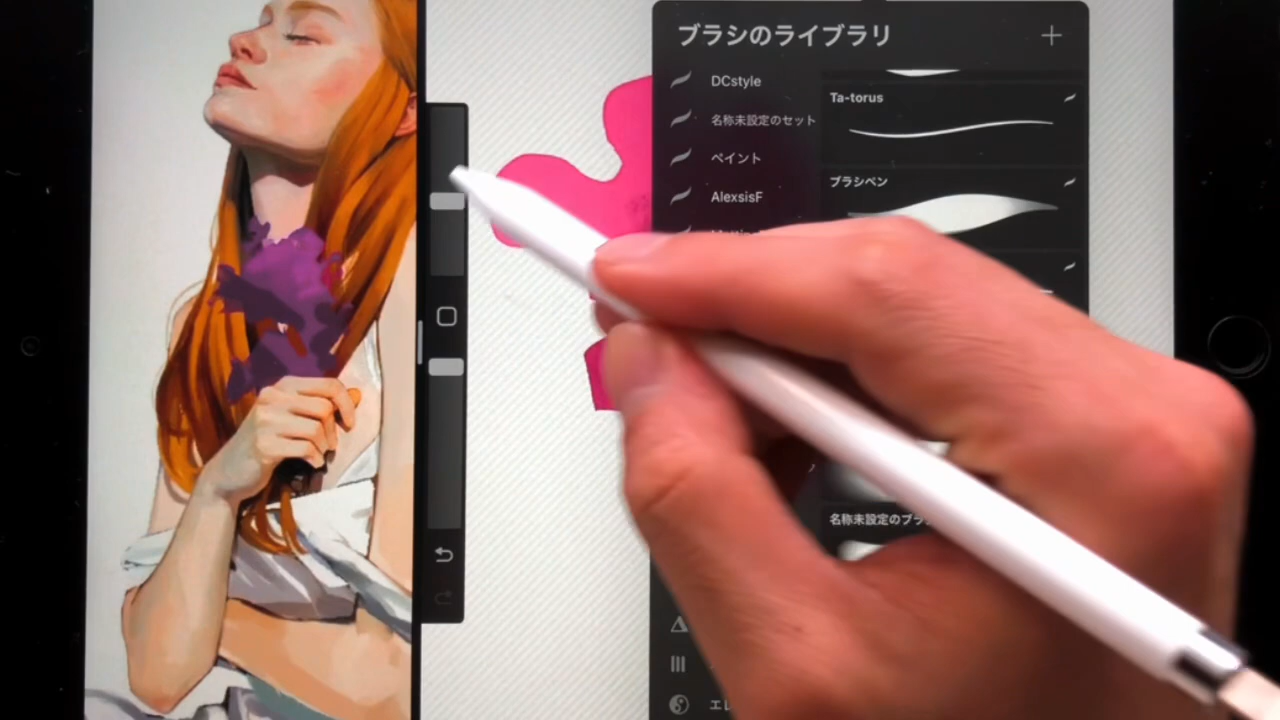 ブラシのライブラリ
DCstyle
名称未設定のセット
ペイント
AlexsisF
Ta-torus
ブラシペン